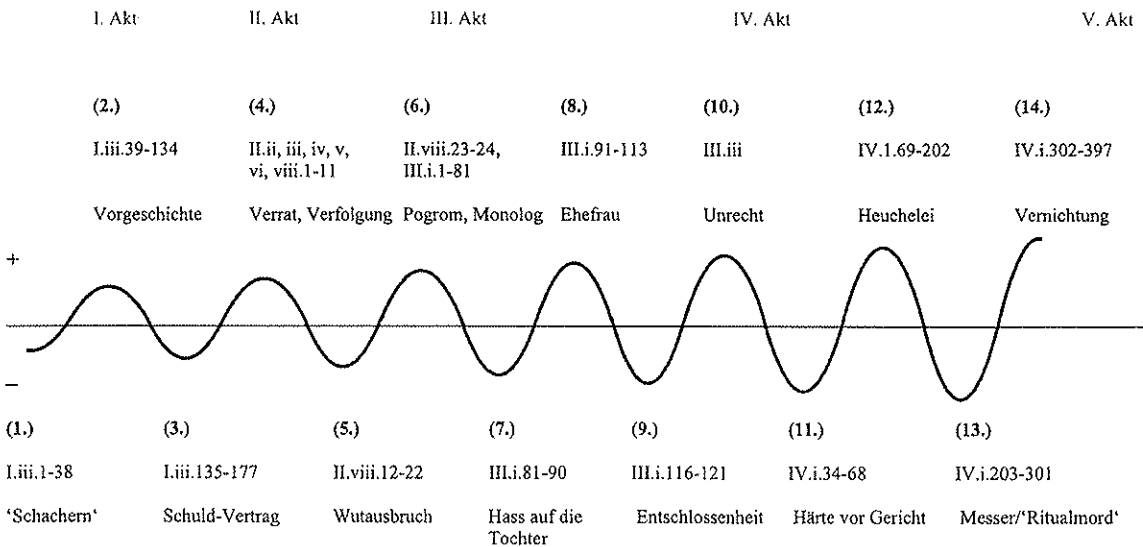 I. Akt II. Akt III. Akt IV. Akt V. Akt
(2.) (4.) (6.) (8.) (10.) (12.) (14.)
I.iii.39-134 II.ii, iii, iv, v, II.viii.23-24, III.i.91-113 III.iii IV.1.69-202 IV.i.302-397
vi, viii.1-11 III.i.1-81
Vorgeschichte Verrat, Verfolgung Pogrom, Monolog Ehefrau Unrecht Heuchelei Vernichtung
+
–
(1.) (3.) (5.) (7.) (9.) (11.) (13.)
I.iii.1-38 I.iii.135-177 II.viii.12-22 III.i.81-90 III.i.116-121 IV.i.34-68 IV.i.203-301
‘Schachern‘ Schuld-Vertrag Wutausbruch Hass auf die Entschlossenheit Härte vor Gericht Messer/‘Ritualmord‘
Tochter